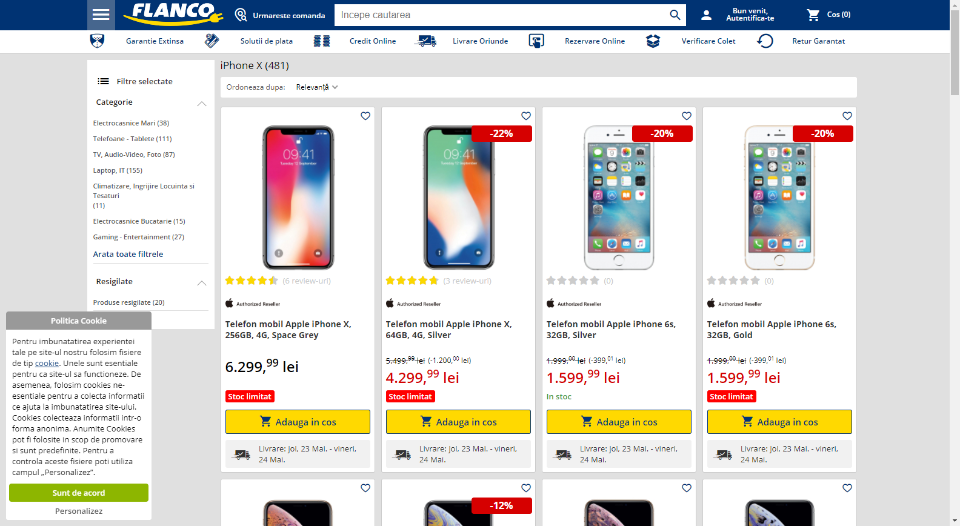 FLANCO
Urmareste comanda
Incepe cautarea
Bun venit,
Autentifica-te
Cos (0)
Garantie Extinsa
Solutii de plata
Credit Online
Livrare Oriunde
Rezervare Online
Verificare Colet
Retur Garantat
Filtre selectate
Categorie
Electrocasnice Mari (38)
Telefoane - Tablete (111)
TV, Audio-Video, Foto (87)
Laptop, IT (155)
Climatizare, Ingrijire Locuinta si
Tesaturi
(11)
Electrocasnice Bucatarie (15)
Gaming - Entertainment (27)
Arata toate filtrele
Resigilate
Produse resigilate (20)
Politica Cookie
Pentru imbunatatirea experientei
tale pe site-ul nostru folosim fisiere
de tip cookie. Unele sunt esentiale
pentru ca site-ul sa functioneze. De
asemenea, folosim cookies ne-
esentiale pentru a colecta informatii
ce ajuta la imbunatatirea site-ului.
Cookies colecteaza informatii intr-o
forma anonima. Anumite Cookies
pot fi folosite in scop de promovare
si sunt predefinite. Pentru a
controla aceste fisiere poti utiliza
campul „Personalizez”.
Sunt de acord
Personalizez
iPhone X (481)
Ordoneaza dupa: Relevanță
09:41
(6 review-uri)
Authorized Reseller
Telefon mobil Apple iPhone X,
256GB, 4G, Space Grey
6.299,99 lei
Stoc limitat
Adauga in cos
Livrare: Joi, 23 Mai. - vineri,
24 Mai.
-22%
09:41
(3 review-uri)
Authorized Reseller
Telefon mobil Apple iPhone X,
64GB, 4G, Silver
5.499,99 lei (-1.200,00 lei)
4.299,99 lei
Stoc limitat
Adauga in cos
Livrare: Joi, 23 Mai. - vineri,
24 Mai.
-20%
(0)
Authorized Reseller
Telefon mobil Apple iPhone 6s,
32GB, Silver
1.999,00 lei (-399,01 lei)
1.599,99 lei
In stoc
Adauga in cos
Livrare: Joi, 23 Mai. - vineri,
24 Mai.
-20%
(0)
Authorized Reseller
Telefon mobil Apple iPhone 6s,
32GB, Gold
1.999,00 lei (-399,01 lei)
1.599,99 lei
Stoc limitat
Adauga in cos
Livrare: Joi, 23 Mai. - vineri,
24 Mai.
-12%